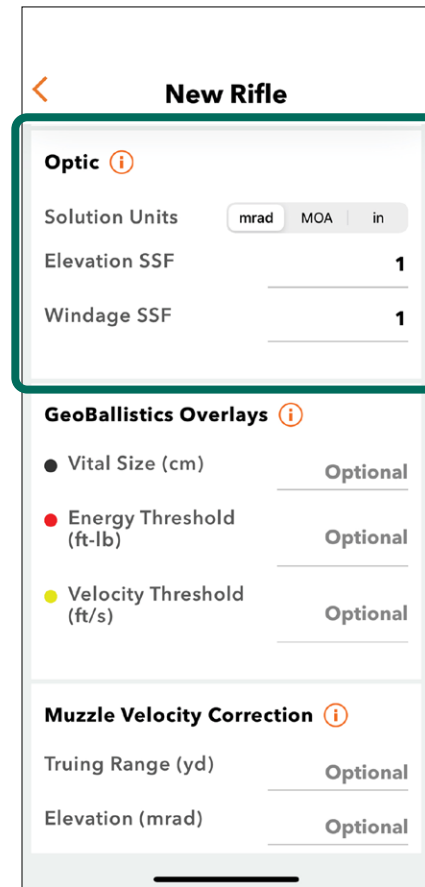 New Rifle
Optic
Solution Units mrad MOA in
Elevation SSF 1
Windage SSF 1
GeoBallistics Overlays
Vital Size (cm) Optional
Energy Threshold
(ft-lb) Optional
Velocity Threshold
(ft/s) Optional
Muzzle Velocity Correction
Truing Range (yd) Optional
Elevation (mrad) Optional